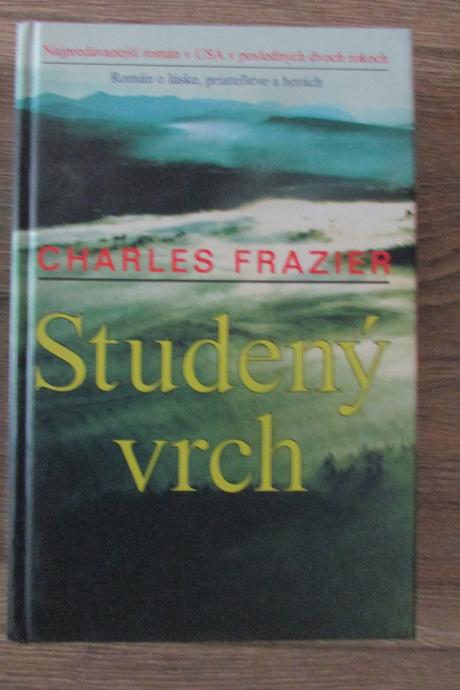 Najpredávanejší román v USA v posledných dvoch rokoch
Román o láske, priateľstve a horách
CHARLES FRAZIER
Studený
vrch